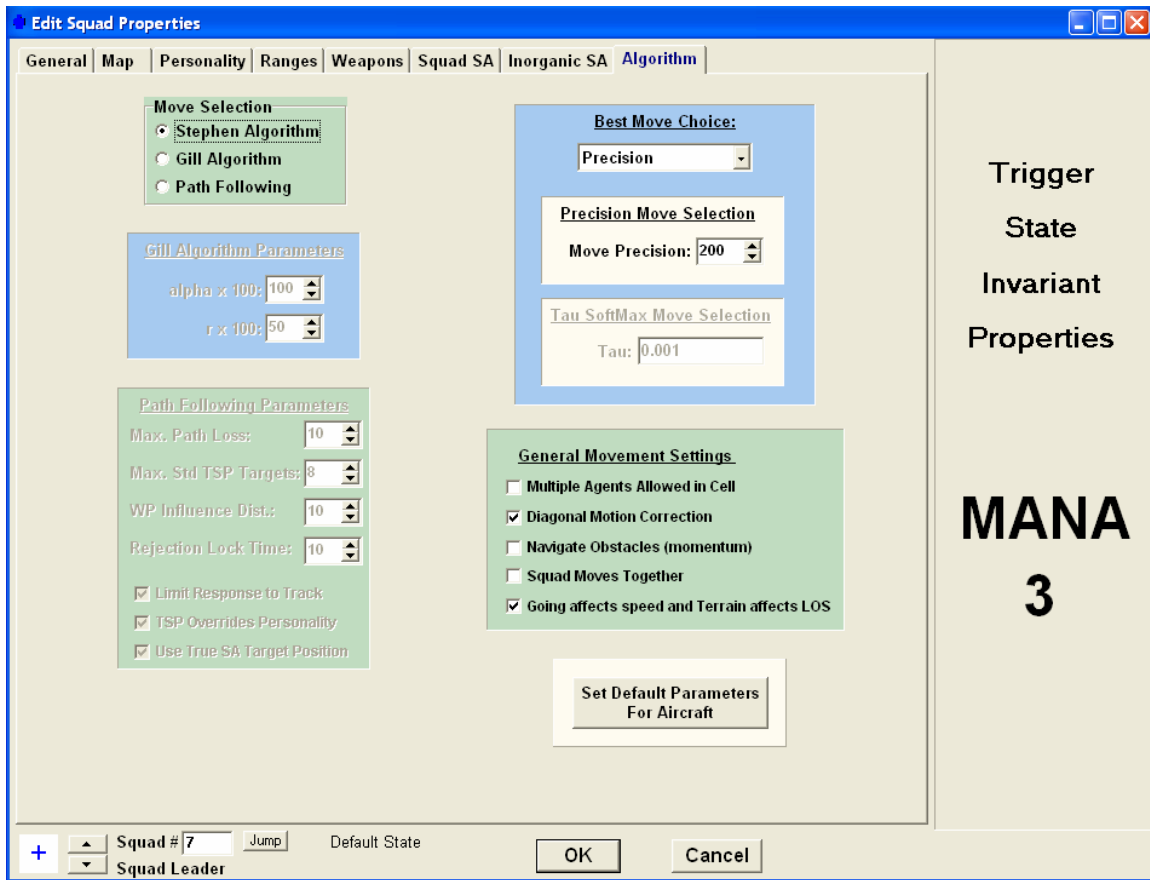 Edit Squad Properties
General Map Personality Ranges Weapons Squad SA Inorganic SA Algorithm
Move Selection
Stephen Algorithm
Gill Algorithm
Path Following
Gill Algorithm Parameters
alpha x 100: 100
r x 100: 50
Path Following Parameters
Max. Path Loss: 10
Max. Std TSP Targets: 8
WP Influence Dist.: 10
Rejection Lock Time: 10
Limit Response to Track
TSP Overrides Personality
Use True SA Target Position
Best Move Choice:
Precision
Precision Move Selection
Move Precision: 200
Tau SoftMax Move Selection
Tau: 0.001
General Movement Settings
Multiple Agents Allowed in Cell
Diagonal Motion Correction
Navigate Obstacles (momentum)
Squad Moves Together
Going affects speed and Terrain affects LOS
Set Default Parameters
For Aircraft
Trigger
State
Invariant
Properties
MANA
3
Squad # 7 Jump Default State
Squad Leader
OK Cancel